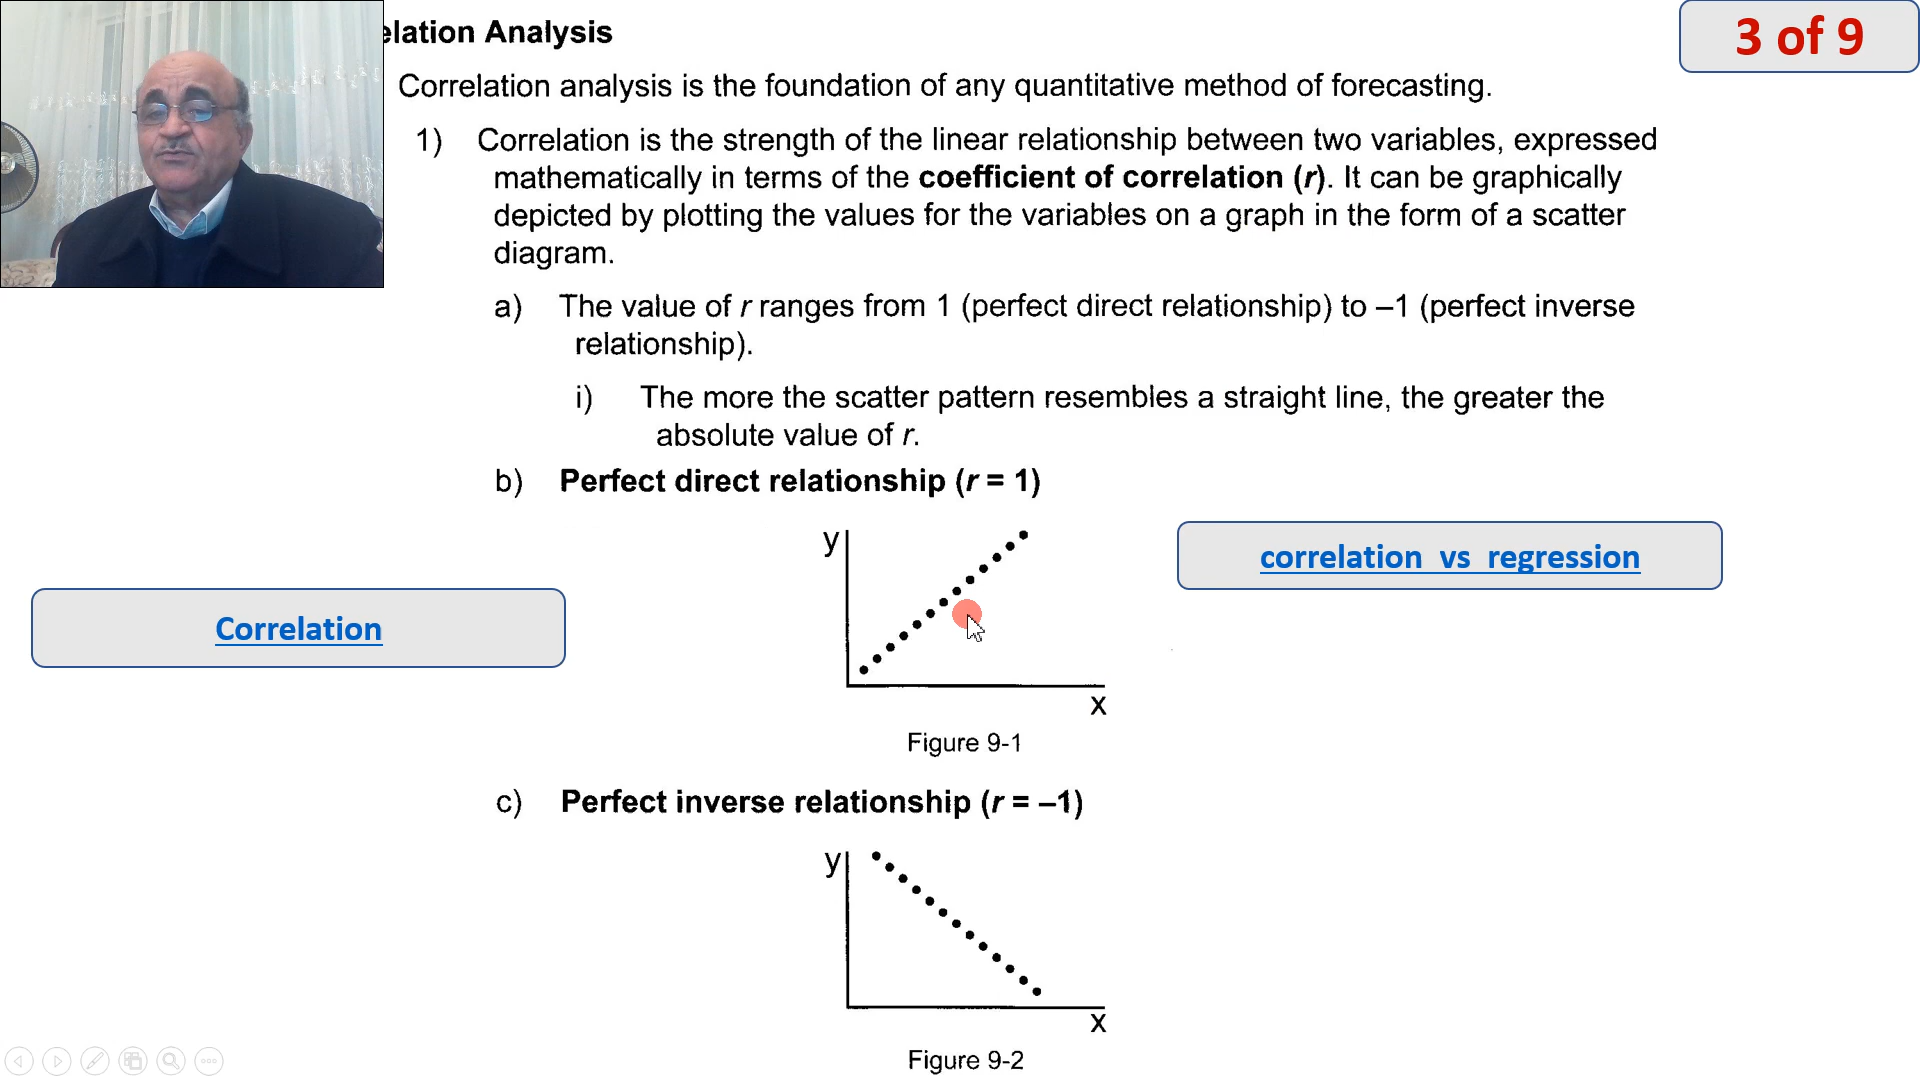 elation Analysis
3 of 9
Correlation analysis is the foundation of any quantitative method of forecasting.
1) Correlation is the strength of the linear relationship between two variables, expressed
mathematically in terms of the coefficient of correlation (r). It can be graphically
depicted by plotting the values for the variables on a graph in the form of a scatter
diagram.
a) The value of r ranges from 1 (perfect direct relationship) to –1 (perfect inverse
relationship).
i) The more the scatter pattern resembles a straight line, the greater the
absolute value of r.
b) Perfect direct relationship (r = 1)
y
correlation vs regression
Correlation
x
Figure 9-1
c) Perfect inverse relationship (r = –1)
y
x
Figure 9-2